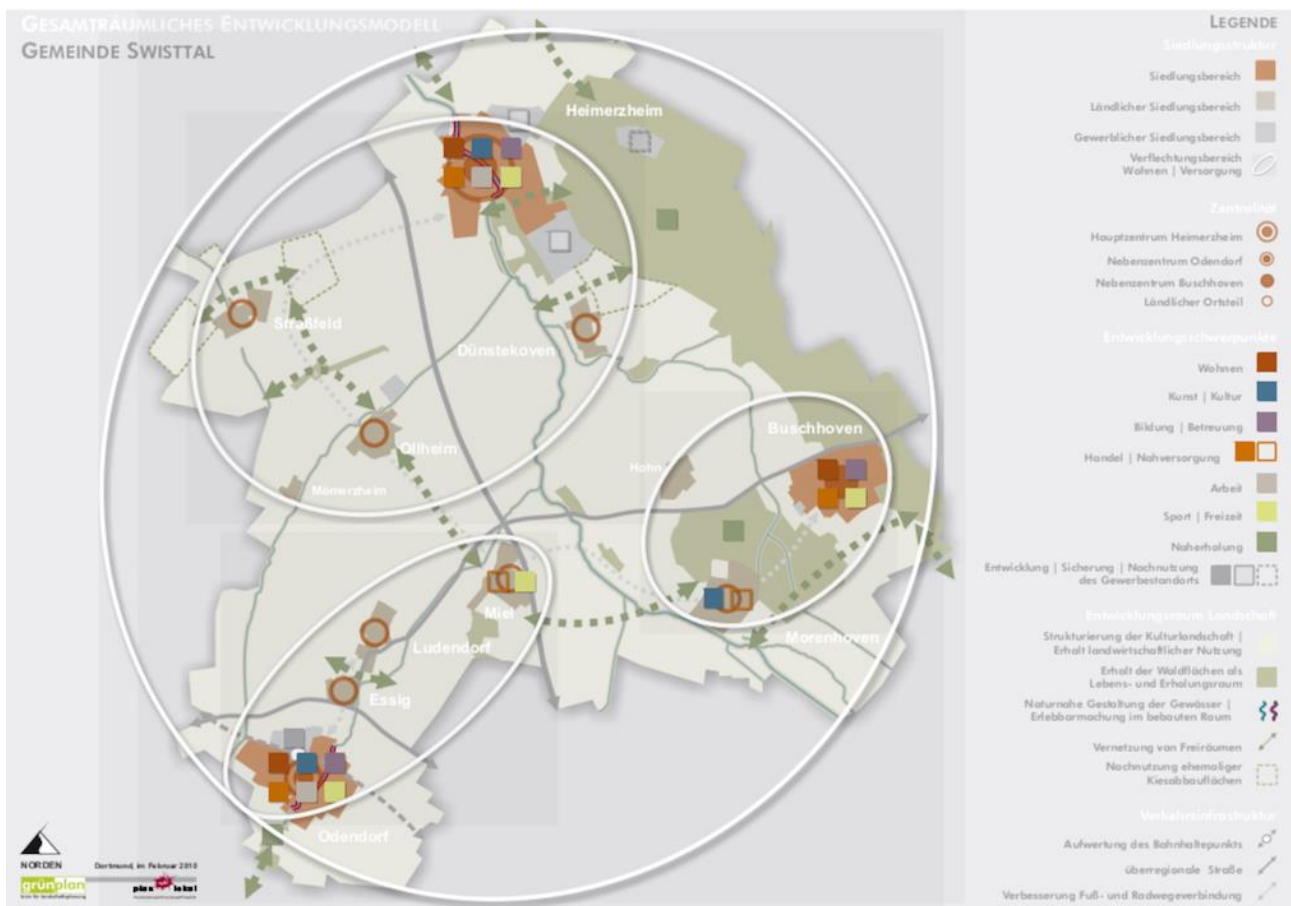 GESAMTRÄUMLICHES ENTWICKLUNGSMODELL
GEMEINDE SWISTTAL
Heimerzheim
Straßfeld
Dünstekoven
Ollheim
Mömerzheim
Buschhoven
Hohn
Miel
Morenhoven
Ludendorf
Essig
Odendorf
NORDEN
Dortmund, im Februar 2010
grünplan
plan lokal
LEGENDE
Siedlungsstruktur
Siedlungsbereich
Ländlicher Siedlungsbereich
Gewerblicher Siedlungsbereich
Verflechtungsbereich
Wohnen | Versorgung
Zentralität
Hauptzentrum Heimerzheim
Nebenzentrum Odendorf
Nebenzentrum Buschhoven
Ländlicher Ortsteil
Entwicklungsschwerpunkte
Wohnen
Kunst | Kultur
Bildung | Betreuung
Handel | Nahversorgung
Arbeit
Sport | Freizeit
Naherholung
Entwicklung | Sicherung | Nachnutzung
des Gewerbestandorts
Entwicklungsraum Landschaft
Strukturierung der Kulturlandschaft |
Erhalt landwirtschaftlicher Nutzung
Erhalt der Waldflächen als
Lebens- und Erholungsraum
Naturnahe Gestaltung der Gewässer |
Erlebbarmachung im bebauten Raum
Vernetzung von Freiräumen
Nachnutzung ehemaliger
Kiesabbauflächen
Verkehrsinfrastruktur
Aufwertung des Bahnhaltepunkts
überregionale Straße
Verbesserung Fuß- und Radwegeverbindung